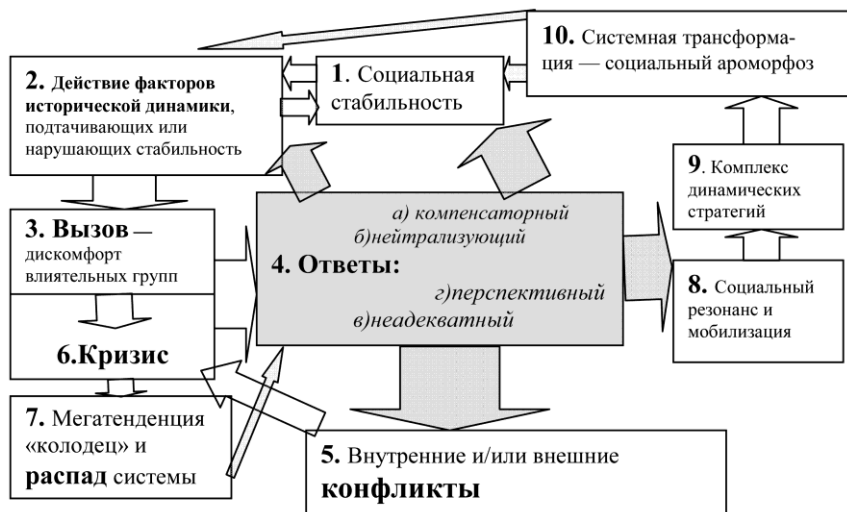 10. Системная трансформа-
ция — социальный ароморфоз
1. Социальная
стабильность
2. Действие факторов
исторической динамики,
подтачивающих или
нарушающих стабильность
9. Комплекс
динамических
стратегий
3. Вызов —
дискомфорт
влиятельных групп
а) компенсаторный
б)нейтрализующий
4. Ответы:
г)перспективный
в)неадекватный
8. Социальный
резонанс и
мобилизация
6.Кризис
7. Мегатенденция
«колодец» и
распад системы
5. Внутренние и/или внешние
конфликты